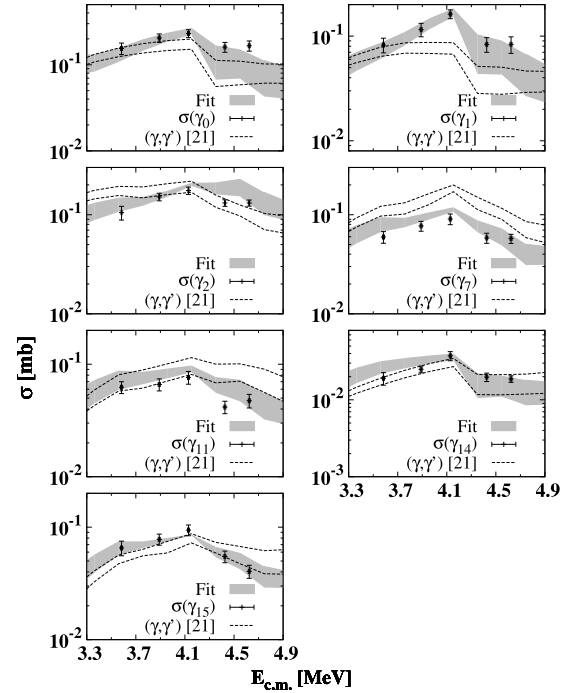 10⁻¹
10⁻²
Fit
σ(γ₀)
(γ,γ') [21]
10⁻¹
10⁻²
Fit
σ(γ₁)
(γ,γ') [21]
10⁻¹
10⁻²
Fit
σ(γ₂)
(γ,γ') [21]
10⁻¹
10⁻²
Fit
σ(γ₇)
(γ,γ') [21]
σ [mb]
10⁻¹
10⁻²
Fit
σ(γ₁₁)
(γ,γ') [21]
10⁻²
10⁻³
Fit
σ(γ₁₄)
(γ,γ') [21]
3.3 3.7 4.1 4.5 4.9
10⁻¹
10⁻²
Fit
σ(γ₁₅)
(γ,γ') [21]
3.3 3.7 4.1 4.5 4.9
E_c.m. [MeV]